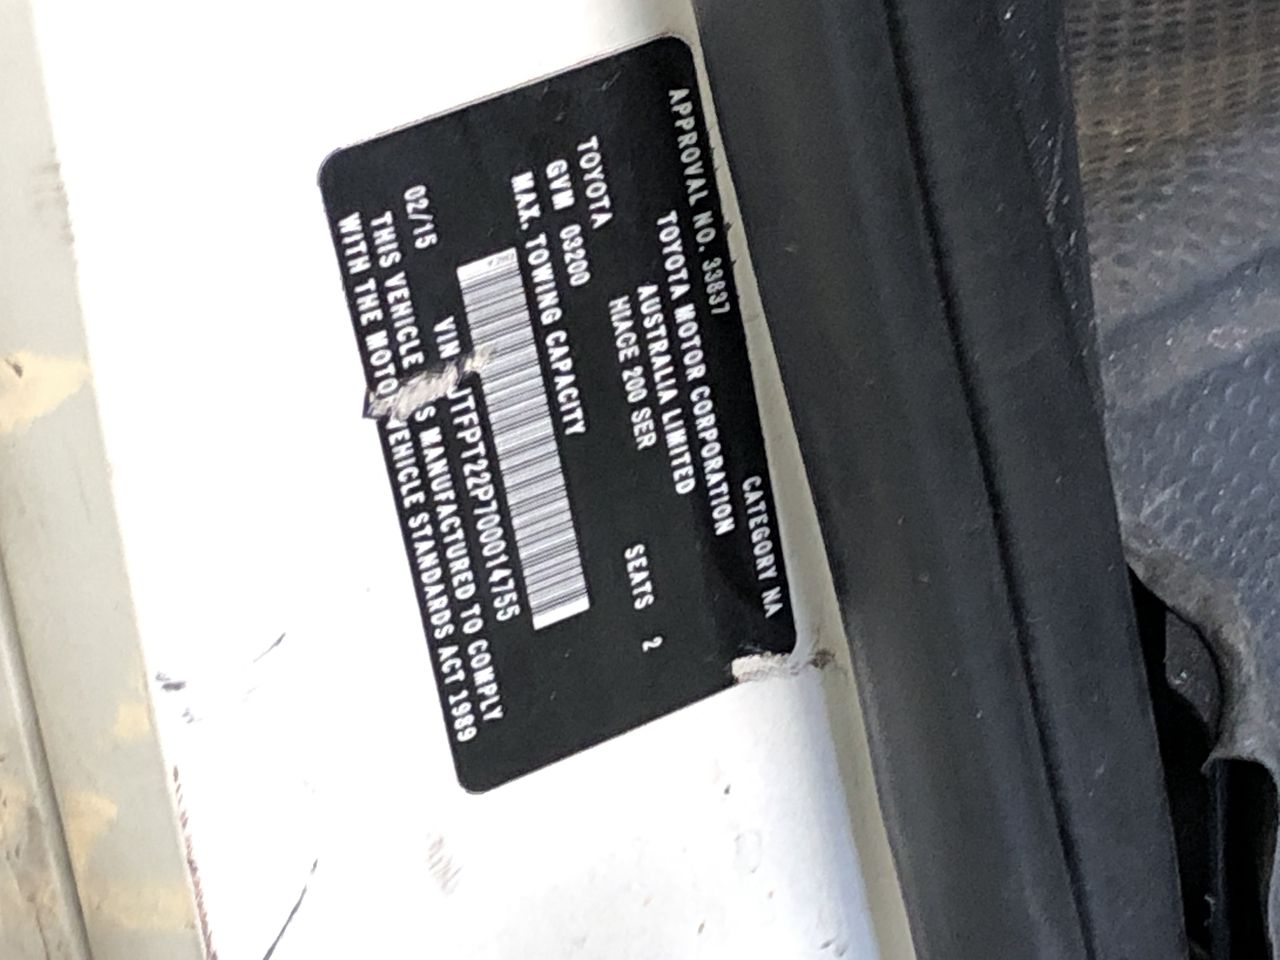 APPROVAL NO. 33837 CATEGORY NA
TOYOTA MOTOR CORPORATION
AUSTRALIA LIMITED
TOYOTA HIACE 200 SER SEATS 2
GVM 03200
MAX. TOWING CAPACITY
02/15 VIN JTFPT22P700014755
THIS VEHICLE S MANUFACTURED TO COMPLY
WITH THE MOTO EHICLE STANDARDS ACT 1989